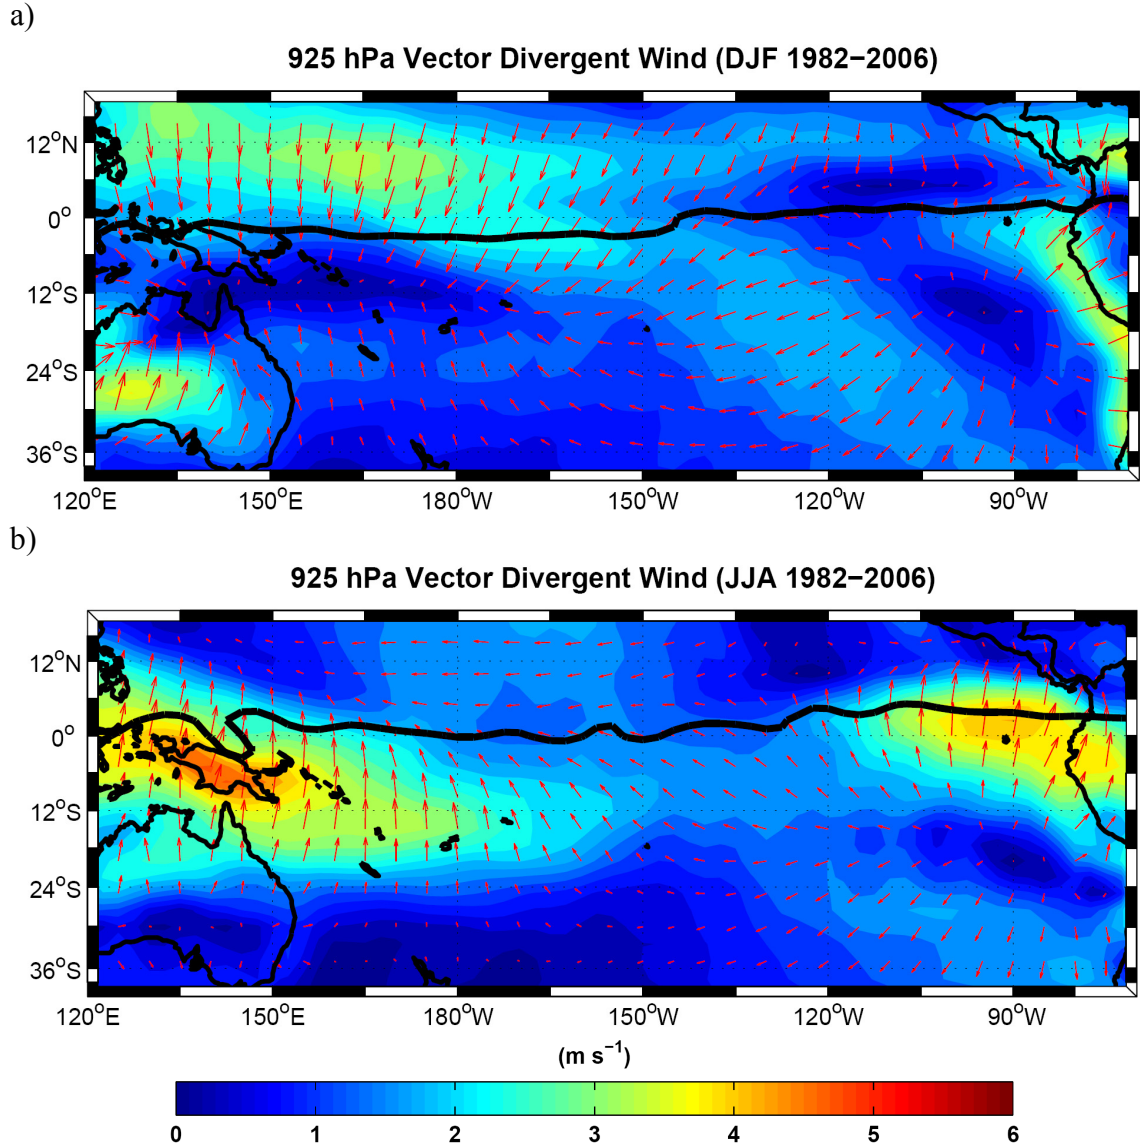 a)
925 hPa Vector Divergent Wind (DJF 1982−2006)
12°N
0°
12°S
24°S
36°S
120°E 150°E 180°W 150°W 120°W 90°W
b)
925 hPa Vector Divergent Wind (JJA 1982−2006)
12°N
0°
12°S
24°S
36°S
120°E 150°E 180°W 150°W 120°W 90°W
(m s⁻¹)
0 1 2 3 4 5 6